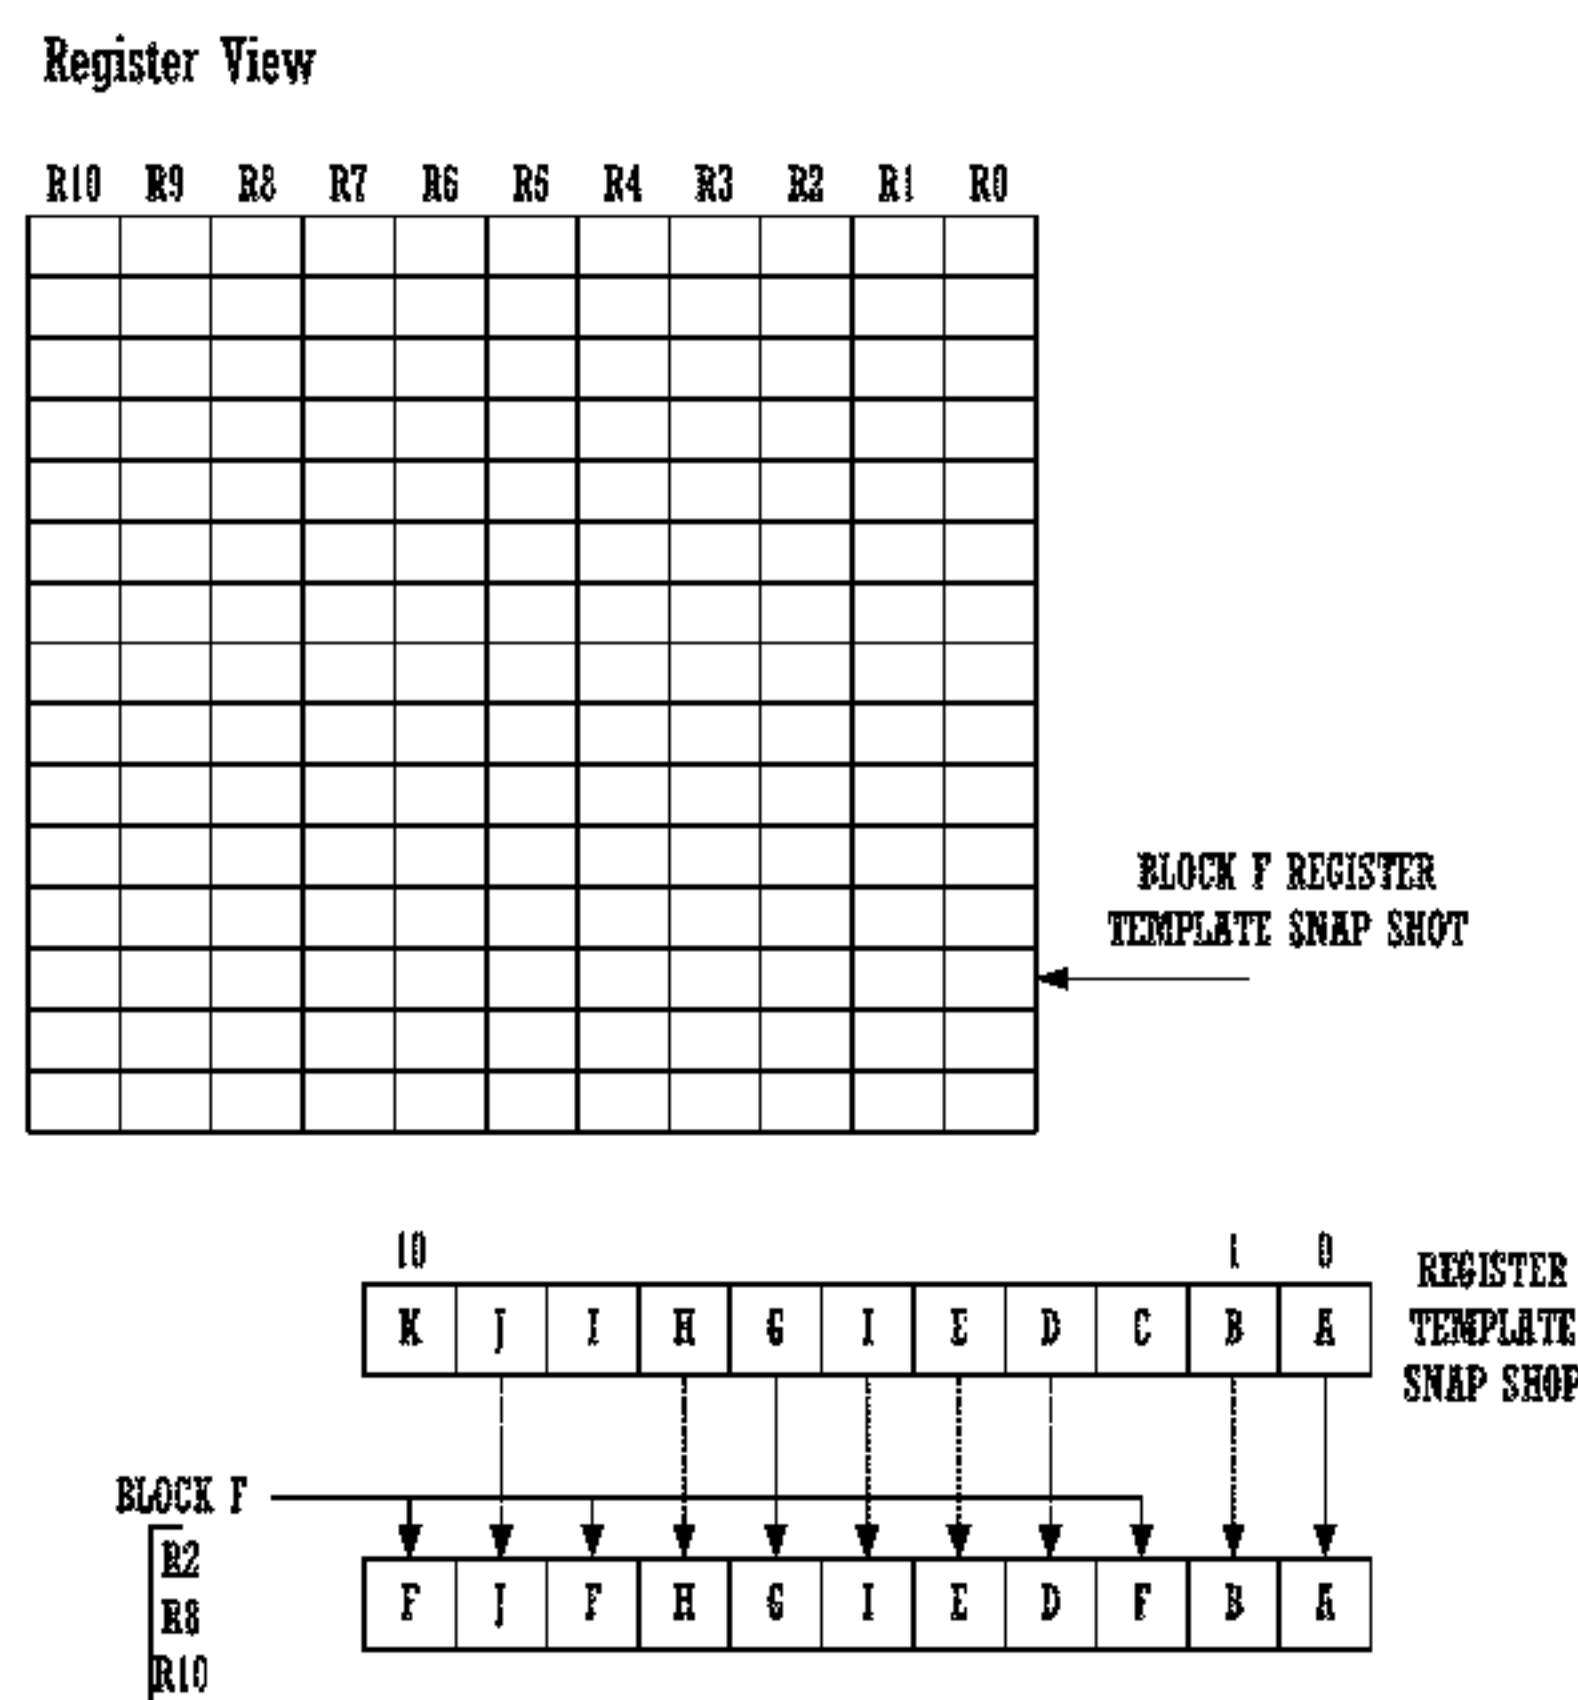 Register View
R10 R9 R8 R7 R6 R5 R4 R3 R2 R1 R0
BLOCK F REGISTER
TEMPLATE SNAP SHOT
10 1 0
REGISTER
TEMPLATE
SNAP SHOP
K J I H G I E D C B A
BLOCK F
R2
R8
R10
F J F H G I E D F B A